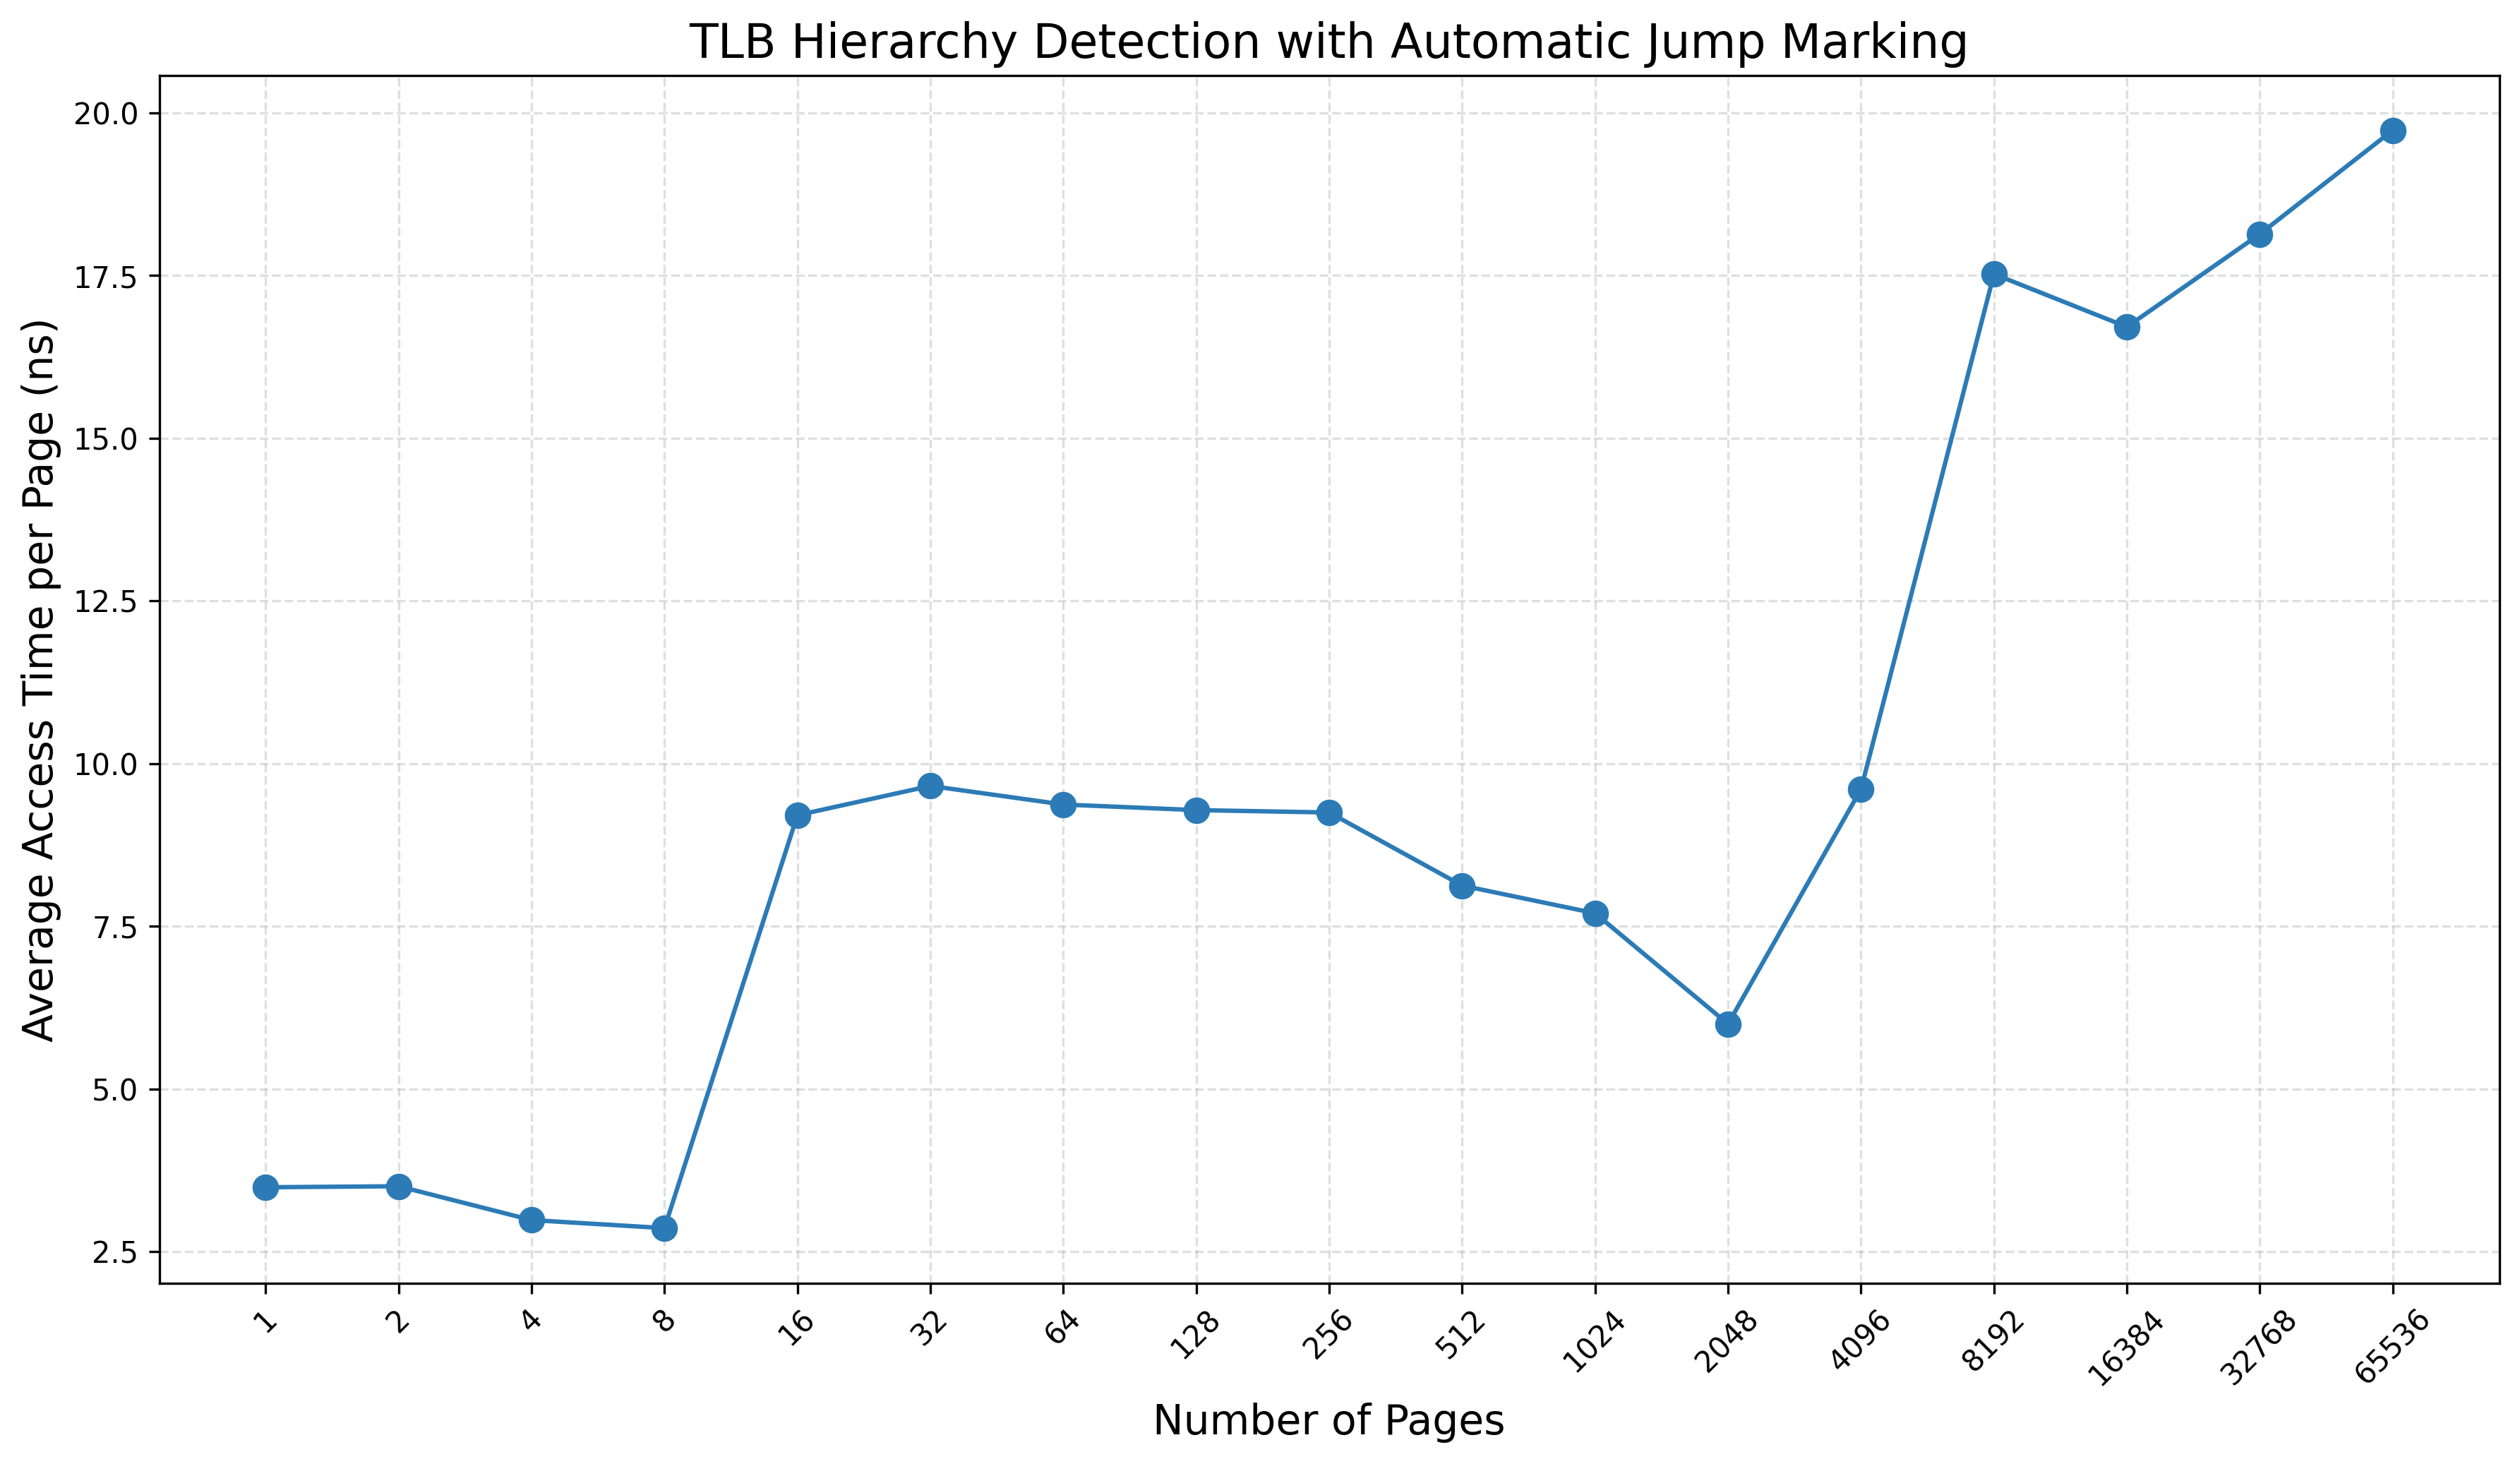 TLB Hierarchy Detection with Automatic Jump Marking
Average Access Time per Page (ns)
20.0
17.5
15.0
12.5
10.0
7.5
5.0
2.5
1 2 4 8 16 32 64 128 256 512 1024 2048 4096 8192 16384 32768 65536
Number of Pages